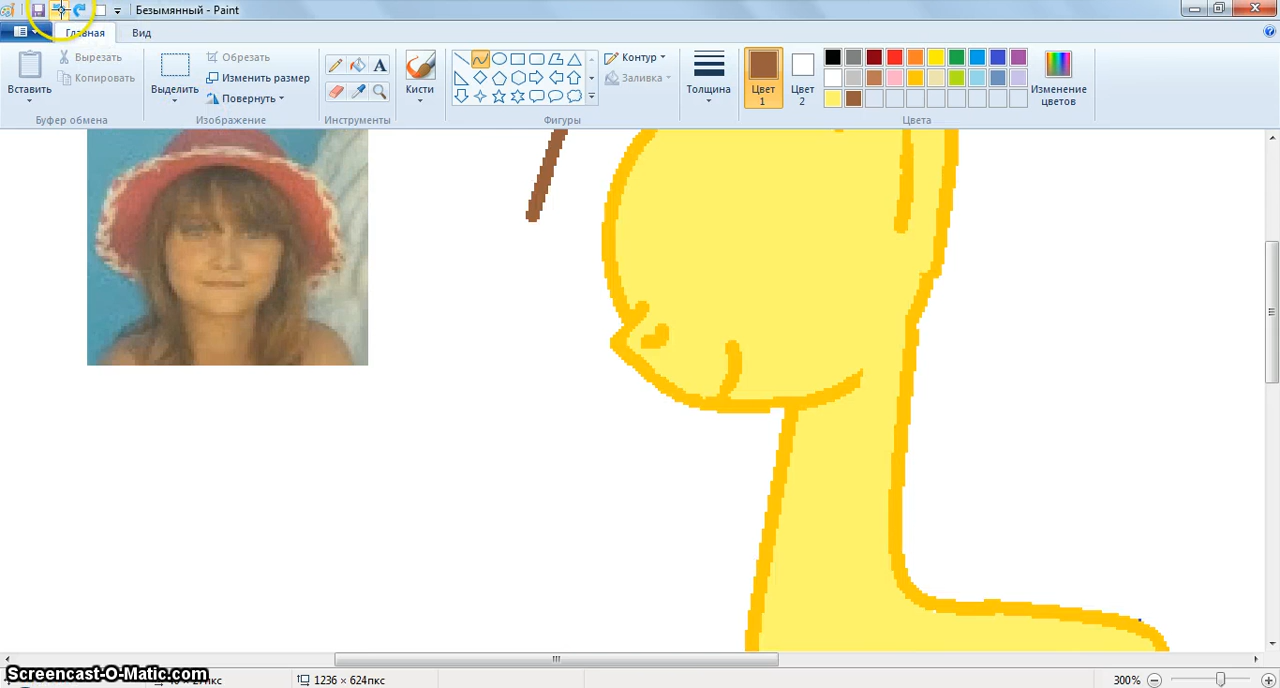 Безымянный - Paint
Главная
Вид
Вставить
Вырезать
Копировать
Буфер обмена
Выделить
Обрезать
Изменить размер
Повернуть
Изображение
A
Инструменты
Кисти
Контур
Заливка
Фигуры
Толщина
Цвет
1
Цвет
2
Изменение
цветов
Цвета
1236 × 624пкс
300%
Screencast-O-Matic.com